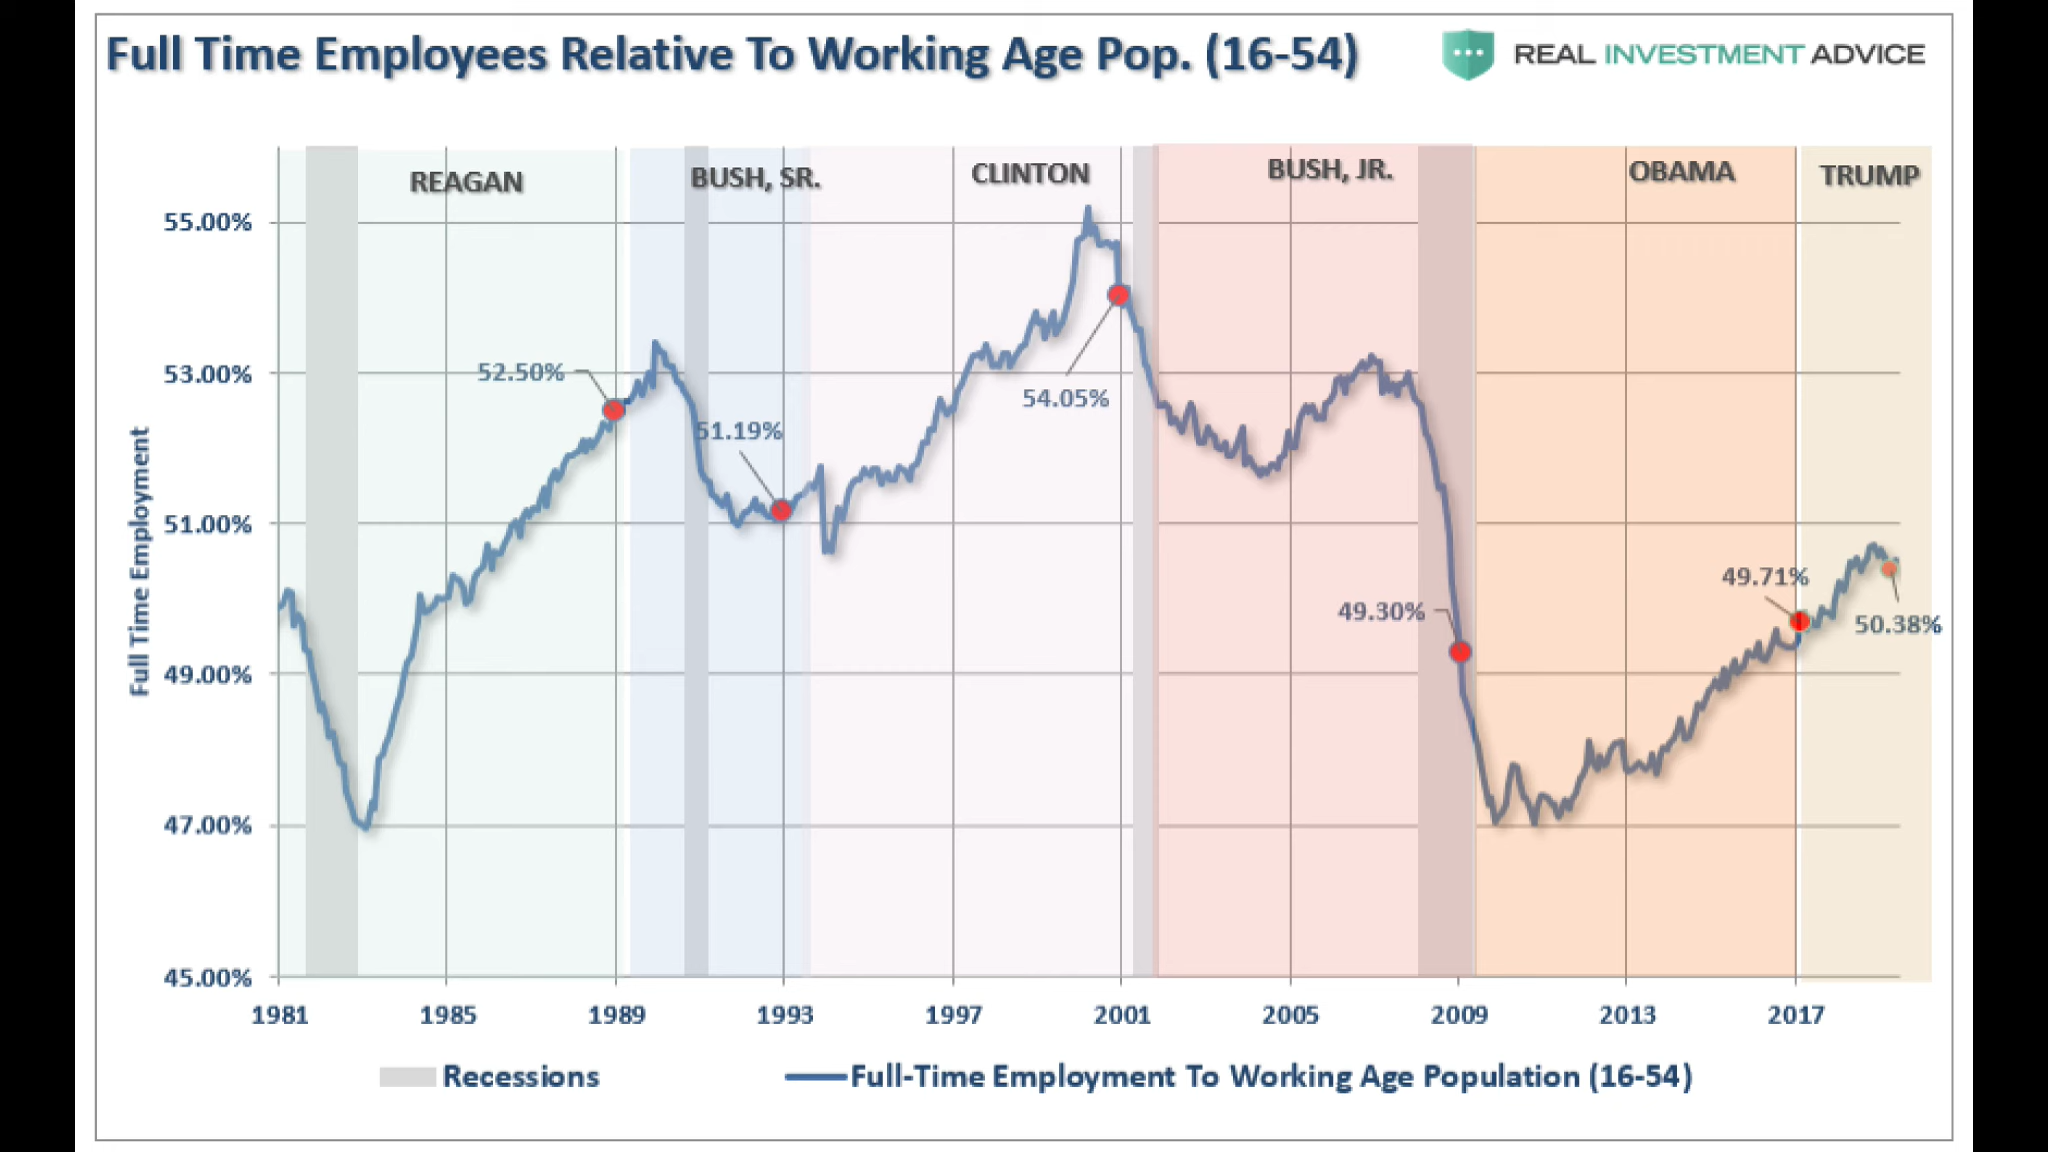 Full Time Employees Relative To Working Age Pop. (16-54)
REAL INVESTMENT ADVICE
REAGAN
BUSH, SR.
CLINTON
BUSH, JR.
OBAMA
TRUMP
55.00%
53.00%
51.00%
49.00%
47.00%
45.00%
Full Time Employment
52.50%
51.19%
54.05%
49.30%
49.71%
50.38%
1981 1985 1989 1993 1997 2001 2005 2009 2013 2017
Recessions
Full-Time Employment To Working Age Population (16-54)